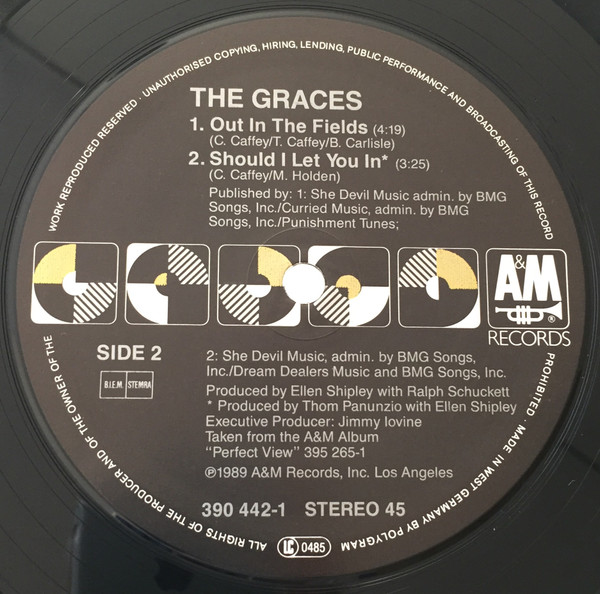 WORK REPRODUCED RESERVED · UNAUTHORISED COPYING, HIRING, LENDING, PUBLIC PERFORMANCE AND BROADCASTING OF THIS RECORD
THE GRACES
1. Out In The Fields (4:19)
(C. Caffey/T. Caffey/B. Carlisle)
2. Should I Let You In* (3:25)
(C. Caffey/M. Holden)
Published by: 1: She Devil Music admin. by BMG
Songs, Inc./Curried Music, admin. by BMG
Songs, Inc./Punishment Tunes;
A&M
®
RECORDS
SIDE 2
B.I.E.M. STEMRA
2: She Devil Music, admin. by BMG Songs,
Inc./Dream Dealers Music and BMG Songs, Inc.
Produced by Ellen Shipley with Ralph Schuckett
* Produced by Thom Panunzio with Ellen Shipley
Executive Producer: Jimmy Iovine
Taken from the A&M Album
“Perfect View” 395 265-1
℗1989 A&M Records, Inc. Los Angeles
390 442-1 STEREO 45
PROHIBITED · MADE IN WEST GERMANY BY POLYGRAM
LC 0485
ALL RIGHTS OF THE PRODUCER AND OF THE OWNER OF THE